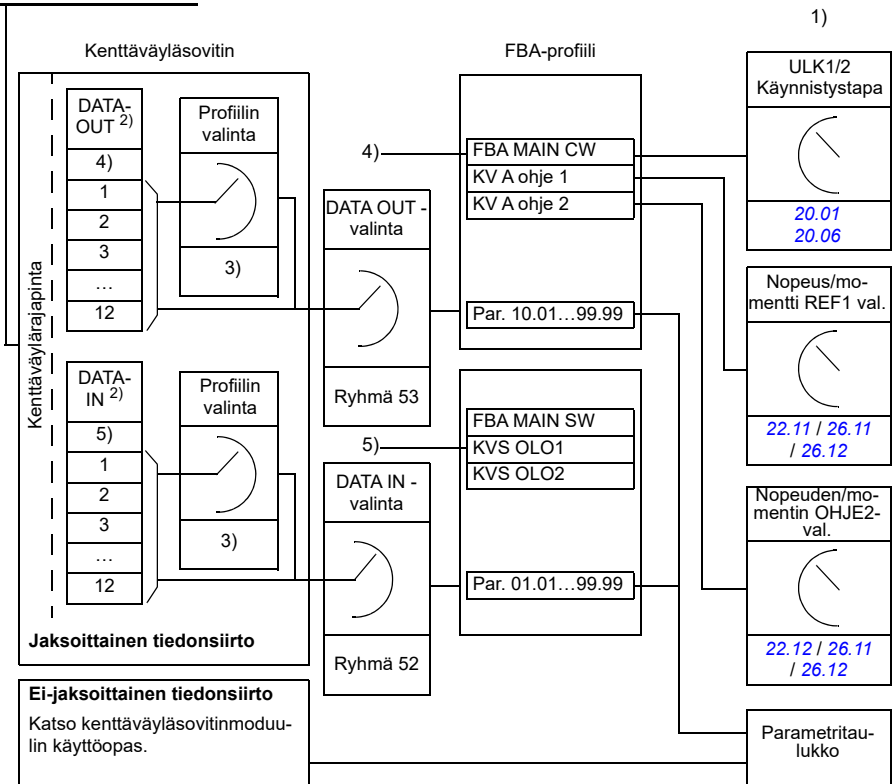 1)
Kenttäväyläsovitin
FBA-profiili
Kenttäväylärajapinta
DATA-
OUT 2)
4)
1
2
3
…
12
Profiilin
valinta
3)
4)
DATA OUT -
valinta
Ryhmä 53
FBA MAIN CW
KV A ohje 1
KV A ohje 2
Par. 10.01…99.99
ULK1/2
Käynnistystapa
20.01
20.06
Nopeus/mo-
mentti REF1 val.
22.11 / 26.11
/ 26.12
DATA-
IN 2)
5)
1
2
3
…
12
Profiilin
valinta
3)
5)
DATA IN -
valinta
Ryhmä 52
FBA MAIN SW
KVS OLO1
KVS OLO2
Par. 01.01…99.99
Nopeuden/mo-
mentin OHJE2-
val.
22.12 / 26.11
/ 26.12
Jaksoittainen tiedonsiirto
Ei-jaksoittainen tiedonsiirto
Katso kenttäväyläsovitinmoduu-
lin käyttöopas.
Parametritau-
lukko